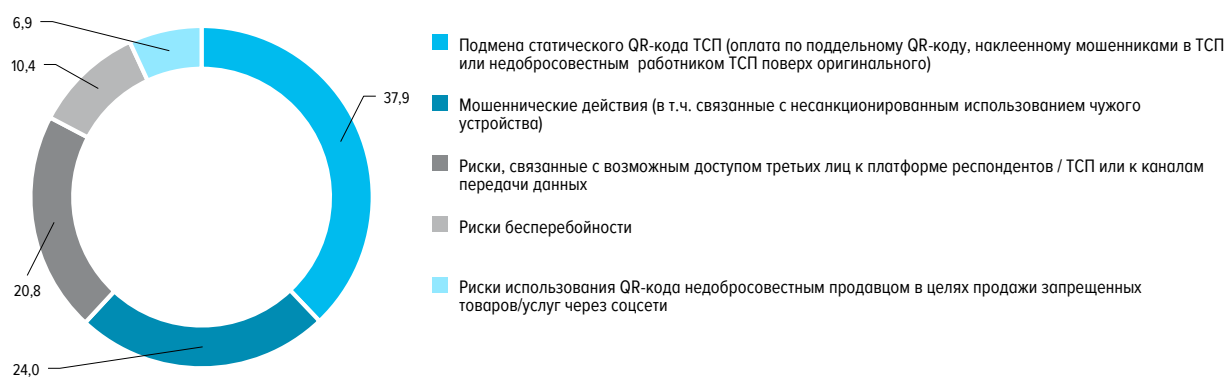 6,9
10,4
37,9
20,8
24,0
Подмена статического QR-кода ТСП (оплата по поддельному QR-коду, наклеенному мошенниками в ТСП
или недобросовестным работником ТСП поверх оригинального)
Мошеннические действия (в т.ч. связанные с несанкционированным использованием чужого
устройства)
Риски, связанные с возможным доступом третьих лиц к платформе респондентов / ТСП или к каналам
передачи данных
Риски бесперебойности
Риски использования QR-кода недобросовестным продавцом в целях продажи запрещенных
товаров/услуг через соцсети